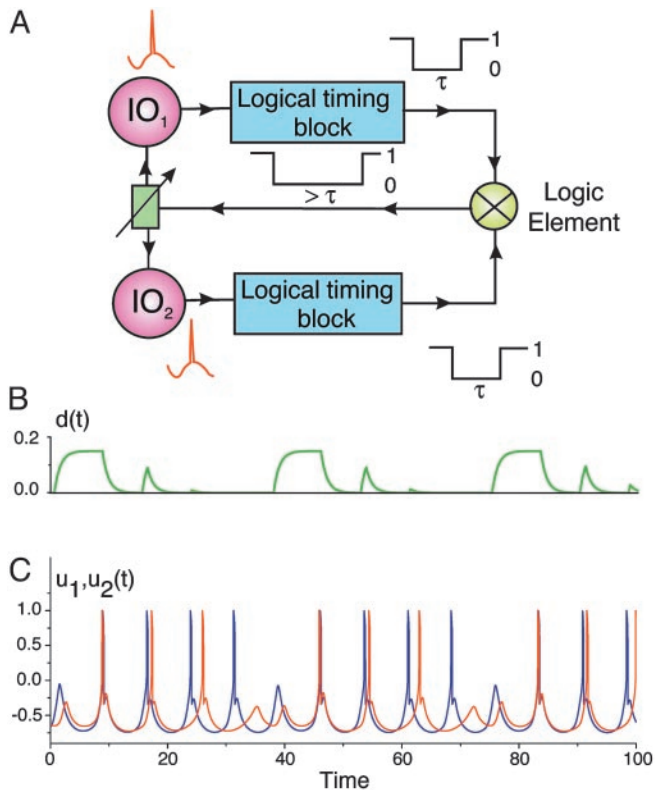 A
IO1
Logical timing
block
1
0
τ
1
0
> τ
Logic
Element
IO2
Logical timing
block
1
0
τ
B
d(t)
0.2
0.0
C
u1,u2(t)
1.0
0.5
0.0
-0.5
0 20 40 60 80 100
Time